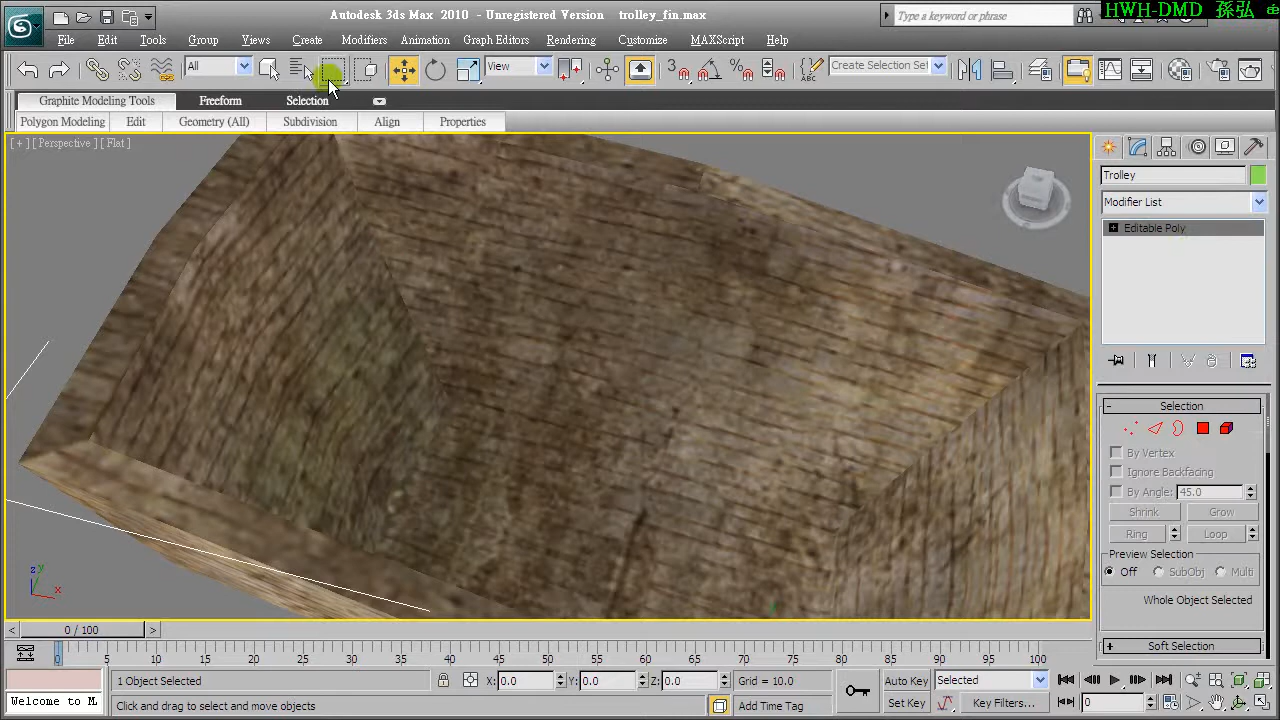 Autodesk 3ds Max 2010 - Unregistered Version trolley_fin.max
Type a keyword or phrase
HWH-DMD 孫弘
File Edit Tools Group Views Create Modifiers Animation Graph Editors Rendering Customize MAXScript Help
All
View
Create Selection Set
Graphite Modeling Tools Freeform Selection
Polygon Modeling Edit Geometry (All) Subdivision Align Properties
[ + ] [ Perspective ] [ Flat ]
Trolley
Modifier List
Editable Poly
Selection
By Vertex
Ignore Backfacing
By Angle: 45.0
Shrink Grow
Ring Loop
Preview Selection
Off SubObj Multi
Whole Object Selected
Soft Selection
z y x
0 / 100
0 5 10 15 20 25 30 35 40 45 50 55 60 65 70 75 80 85 90 95 100
1 Object Selected X: 0.0 Y: 0.0 Z: 0.0 Grid = 10.0 Auto Key Selected
Welcome to M Click or drag to select and move objects Add Time Tag Set Key Key Filters... 0